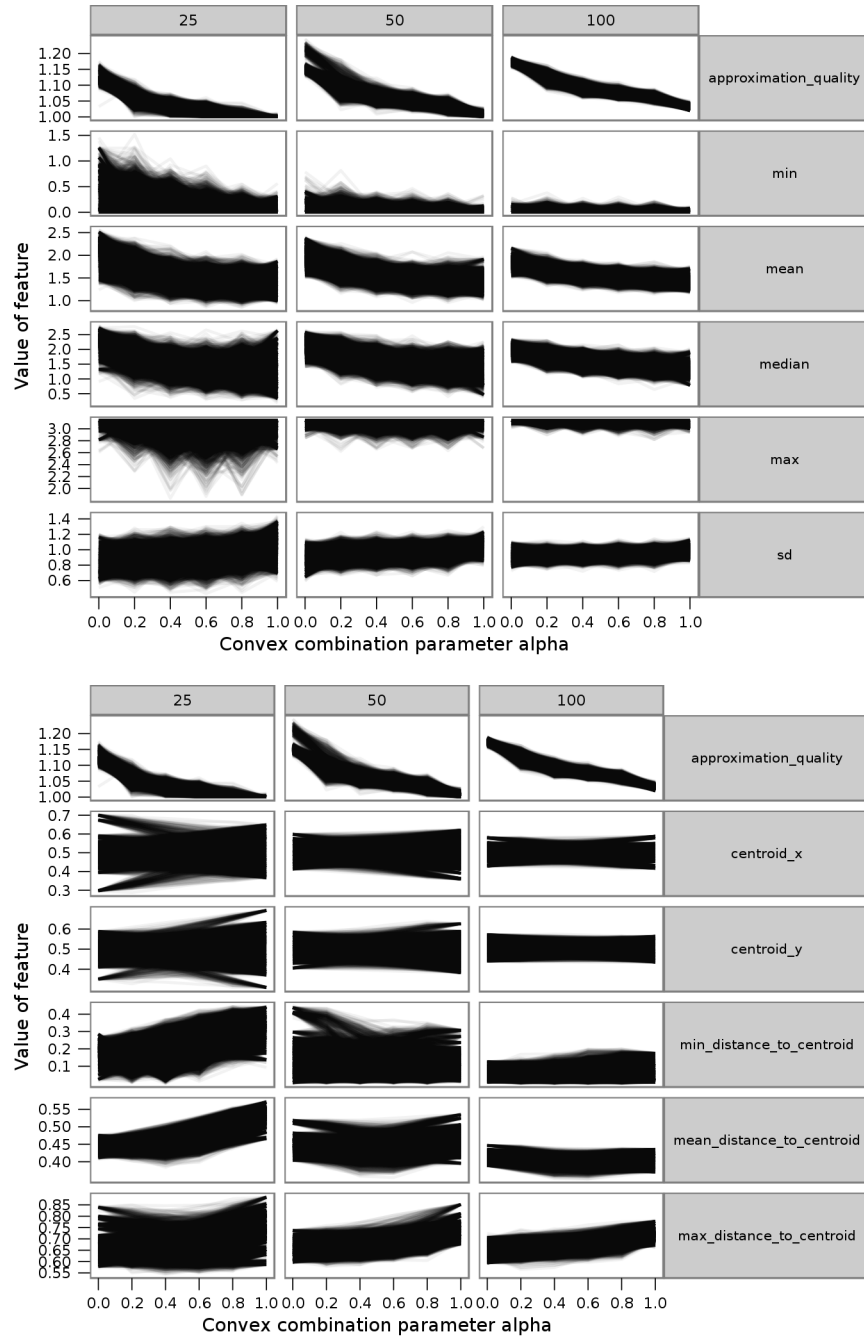 25 50 100
1.20
1.15
1.10
1.05
1.00
approximation_quality
1.5
1.0
0.5
0.0
min
2.5
2.0
1.5
1.0
mean
2.5
2.0
1.5
1.0
0.5
median
3.0
2.8
2.6
2.4
2.2
2.0
max
1.4
1.2
1.0
0.8
0.6
sd
Value of feature
0.0 0.2 0.4 0.6 0.8 1.0 0.0 0.2 0.4 0.6 0.8 1.0 0.0 0.2 0.4 0.6 0.8 1.0
Convex combination parameter alpha
25 50 100
1.20
1.15
1.10
1.05
1.00
approximation_quality
0.7
0.6
0.5
0.4
0.3
centroid_x
0.6
0.5
0.4
centroid_y
0.4
0.3
0.2
0.1
min_distance_to_centroid
0.55
0.50
0.45
0.40
mean_distance_to_centroid
0.85
0.80
0.75
0.70
0.65
0.60
0.55
max_distance_to_centroid
Value of feature
0.0 0.2 0.4 0.6 0.8 1.0 0.0 0.2 0.4 0.6 0.8 1.0 0.0 0.2 0.4 0.6 0.8 1.0
Convex combination parameter alpha